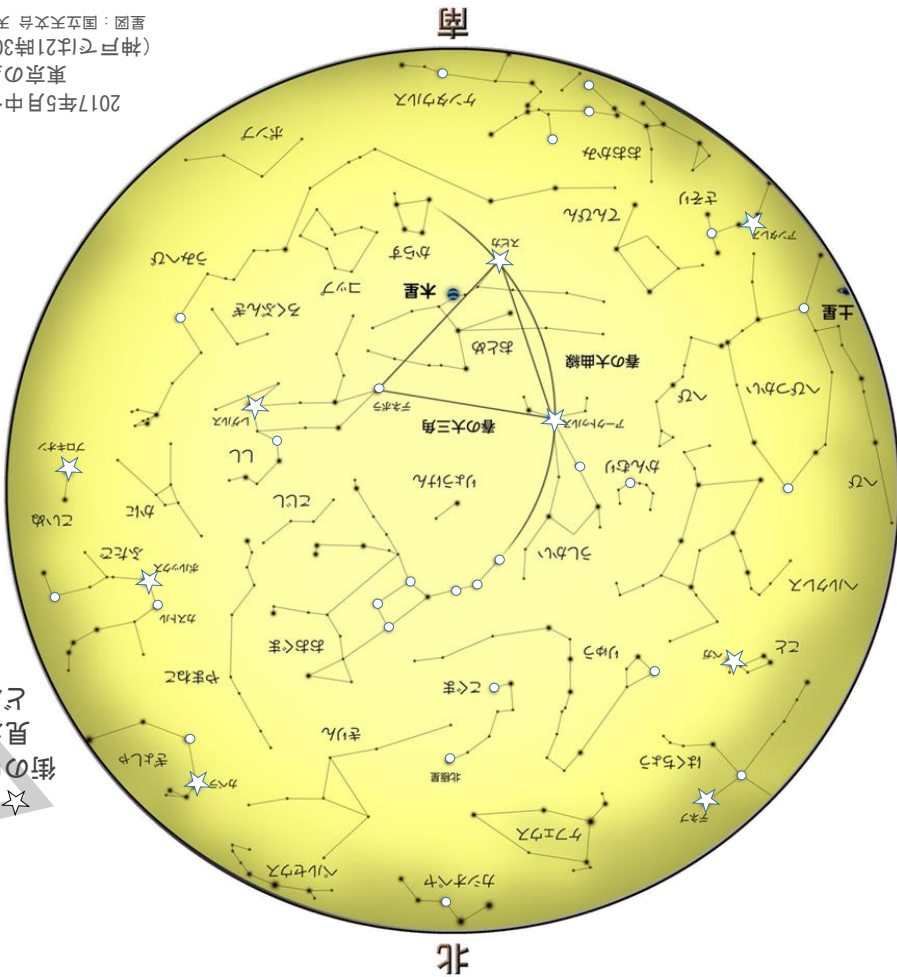 北
カシオペヤ
ペルセウス
ケフェウス
デネブ
カペラ
北極星
はくちょう
ぎょしゃ
きりん
街の
見
ど
こぐま
やまねこ
こと
ベガ
りゅう
おおぐま
カストル
ヘルクレス
ポルックス
ふたご
うしかい
こいぬ
かに
こじし
りょうけん
へび
かんむり
しし
プロキオン
アークトゥルス
春の大三角
レグルス
デネボラ
へびつかい
へび
春の大曲線
おとめ
ろくぶんぎ
土星
木星
コップ
うみへび
からす
スピカ
アンタレス
てんびん
さそり
おおかみ
ポンプ
ケンタウルス
2017年5月中
東京の
（神戸では21時30
星図：国立天文台 天
南